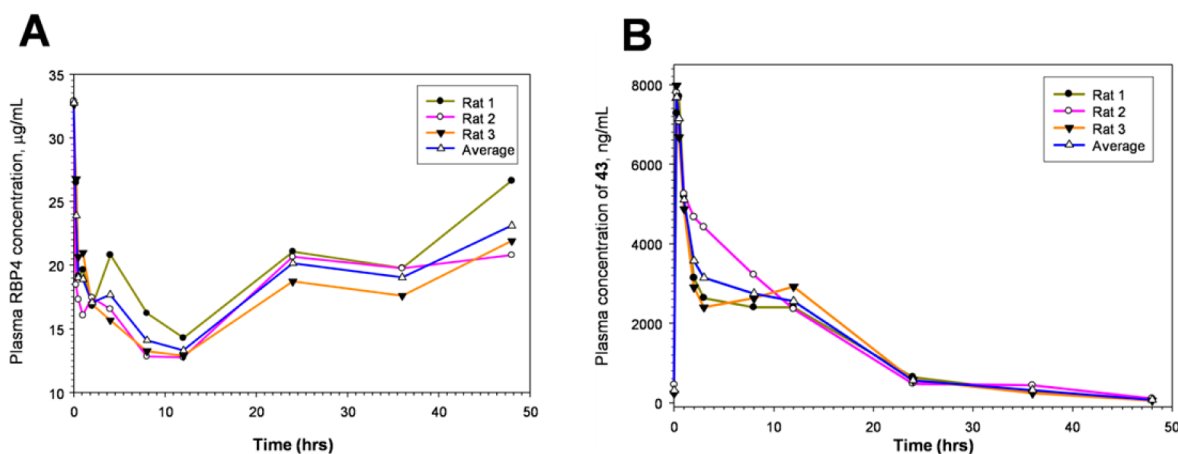 A
Plasma RBP4 concentration, µg/mL
35
30
25
20
15
10
0
10
20
30
40
50
Time (hrs)
Rat 1
Rat 2
Rat 3
Average
B
Plasma concentration of 43, ng/mL
8000
6000
4000
2000
0
0
10
20
30
40
50
Time (hrs)
Rat 1
Rat 2
Rat 3
Average